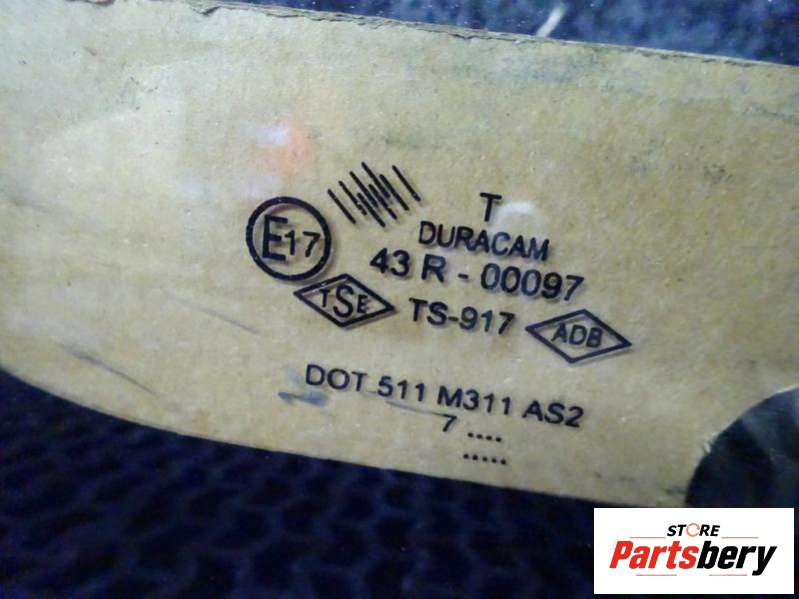 T
DURACAM
E17
43 R - 00097
TSE TS-917 ADB
DOT 511 M311 AS2
7 ....
.....
STORE
Partsbery